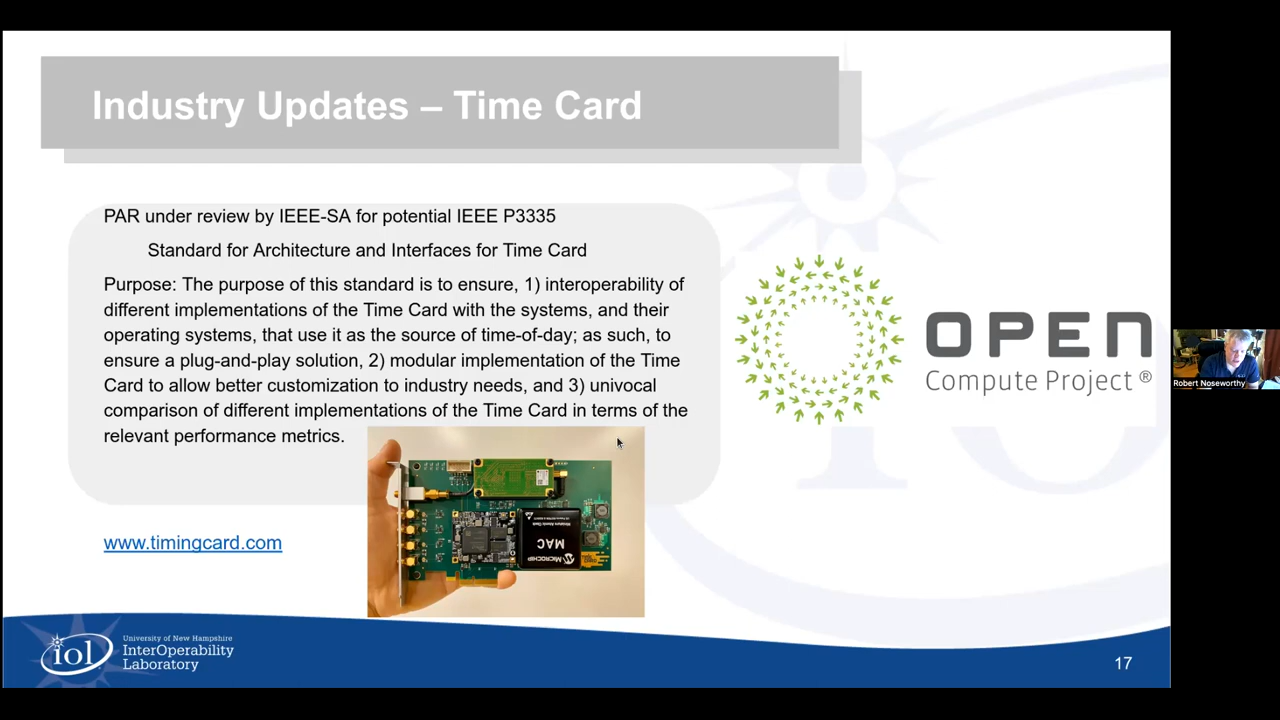 Industry Updates – Time Card
PAR under review by IEEE-SA for potential IEEE P3335
Standard for Architecture and Interfaces for Time Card
Purpose: The purpose of this standard is to ensure, 1) interoperability of
different implementations of the Time Card with the systems, and their
operating systems, that use it as the source of time-of-day; as such, to
ensure a plug-and-play solution, 2) modular implementation of the Time
Card to allow better customization to industry needs, and 3) univocal
comparison of different implementations of the Time Card in terms of the
relevant performance metrics.
OPEN
Compute Project ®
Robert Noseworthy
MAC
MICROCHIP
www.timingcard.com
iol
University of New Hampshire
InterOperability
Laboratory
17